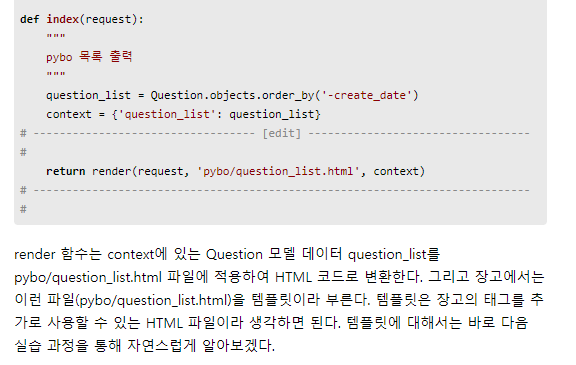 def index(request):
"""
pybo 목록 출력
"""
question_list = Question.objects.order_by('-create_date')
context = {'question_list': question_list}
# ---------------------------------- [edit] -----------------------------------
#
return render(request, 'pybo/question_list.html', context)
# ----------------------------------------------------------------------------
#
render 함수는 context에 있는 Question 모델 데이터 question_list를
pybo/question_list.html 파일에 적용하여 HTML 코드로 변환한다. 그리고 장고에서는
이런 파일(pybo/question_list.html)을 템플릿이라 부른다. 템플릿은 장고의 태그를 추
가로 사용할 수 있는 HTML 파일이라 생각하면 된다. 템플릿에 대해서는 바로 다음
실습 과정을 통해 자연스럽게 알아보겠다.